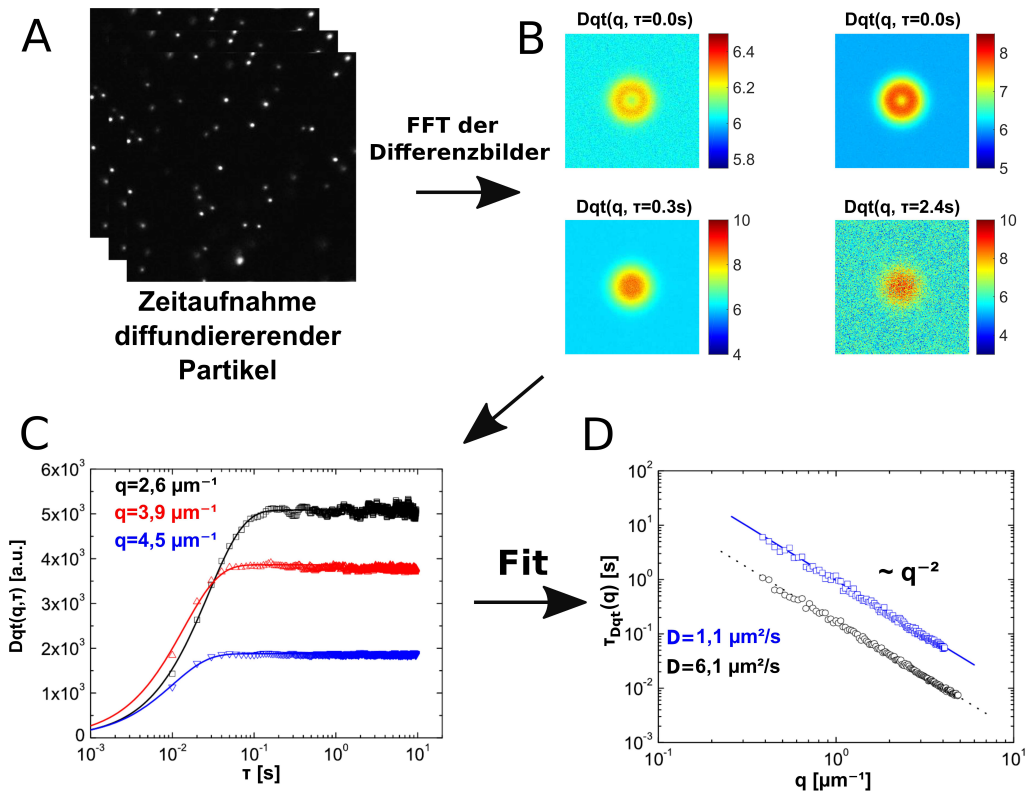 A
Zeitaufnahme
diffundiererender
Partikel
FFT der
Differenzbilder
B
Dqt(q, τ=0.0s)
6.4
6.2
6
5.8
Dqt(q, τ=0.0s)
8
7
6
5
Dqt(q, τ=0.3s)
10
8
6
4
Dqt(q, τ=2.4s)
10
8
6
4
C
Dqt(q,τ) [a.u.]
6x10³
5x10³
4x10³
3x10³
2x10³
1x10³
0
q=2,6 µm⁻¹
q=3,9 µm⁻¹
q=4,5 µm⁻¹
10⁻³
10⁻²
10⁻¹
10⁰
10¹
τ [s]
Fit
D
τDqt(q) [s]
10²
10¹
10⁰
10⁻¹
10⁻²
10⁻³
~ q⁻²
D=1,1 µm²/s
D=6,1 µm²/s
10⁻¹
10⁰
10¹
q [µm⁻¹]